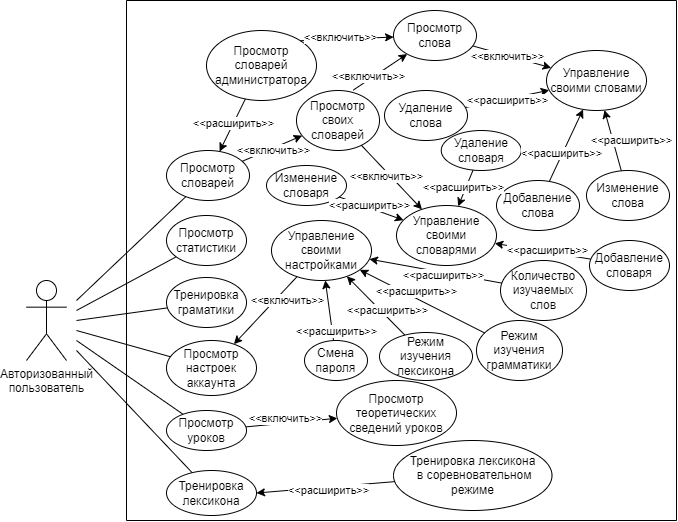 Просмотр
слова
<<включить>>
Просмотр
словарей
администратора
<<включить>>
Управление
своими словами
<<включить>>
Просмотр
своих
словарей
Удаление
слова
<<расширить>>
<<расширить>>
Удаление
словаря
<<расширить>>
<<расширить>>
<<включить>>
Просмотр
словарей
<<включить>>
Изменение
словаря
<<расширить>>
<<расширить>>
Добавление
слова
Изменение
слова
Просмотр
статистики
Управление
своими
настройками
Управление
своими
словарями
<<расширить>>
Добавление
словаря
<<расширить>>
Количество
изучаемых
слов
Тренировка
граматики
<<включить>>
<<расширить>>
<<расширить>>
<<расширить>>
Просмотр
настроек
аккаунта
Смена
пароля
Режим
изучения
лексикона
Режим
изучения
грамматики
Авторизованный
пользователь
Просмотр
уроков
<<включить>>
Просмотр
теоретических
сведений уроков
Тренировка
лексикона
<<расширить>>
Тренировка лексикона
в соревновательном
режиме